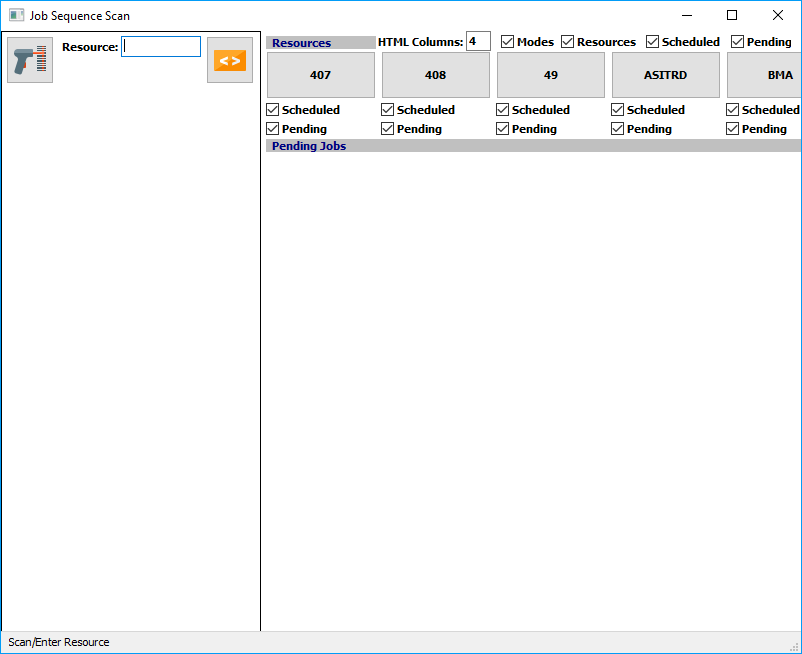 Job Sequence Scan
Resource:
< >
Resources HTML Columns: 4 Modes Resources Scheduled Pending
407 408 49 ASITRD BMA
Scheduled Scheduled Scheduled Scheduled Scheduled
Pending Pending Pending Pending Pending
Pending Jobs
Scan/Enter Resource